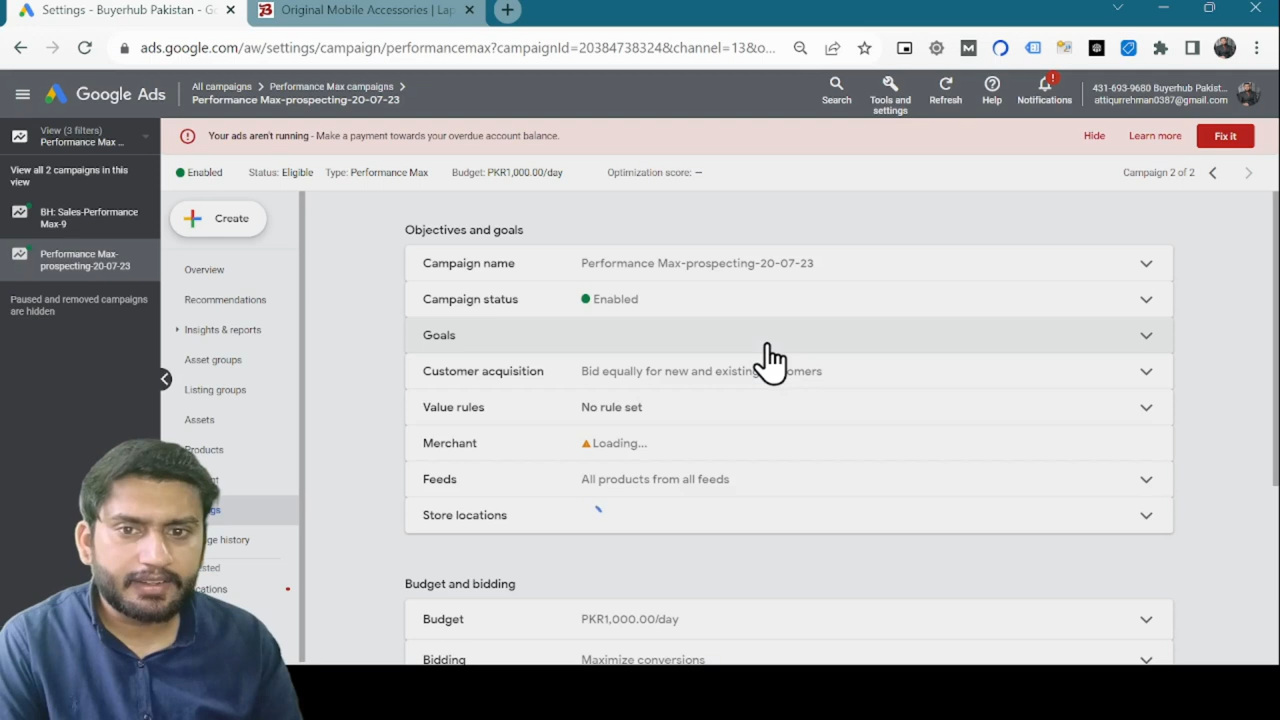 Settings - Buyerhub Pakistan - Go
Original Mobile Accessories | Lap
ads.google.com/aw/settings/campaign/performancemax?campaignId=20384738324&channel=13&o...
Google Ads
All campaigns
Performance Max campaigns
Performance Max-prospecting-20-07-23
Search
Tools and
settings
Refresh
Help
Notifications
431-693-9680 Buyerhub Pakist...
attiqurrehman0387@gmail.com
View (3 filters)
Performance Max ...
View all 2 campaigns in this
view
BH: Sales-Performance
Max-9
Performance Max-
prospecting-20-07-23
Paused and removed campaigns
are hidden
Your ads aren't running - Make a payment towards your overdue account balance.
Hide
Learn more
Fix it
Enabled
Status: Eligible
Type: Performance Max
Budget: PKR1,000.00/day
Optimization score: –
Campaign 2 of 2
Create
Overview
Recommendations
Insights & reports
Asset groups
Listing groups
Assets
Products
history
Objectives and goals
Campaign name
Performance Max-prospecting-20-07-23
Campaign status
Enabled
Goals
Customer acquisition
Bid equally for new and existing
Value rules
No rule set
Merchant
Loading...
Feeds
All products from all feeds
Store locations
Budget and bidding
Budget
PKR1,000.00/day
Bidding
Maximize conversions